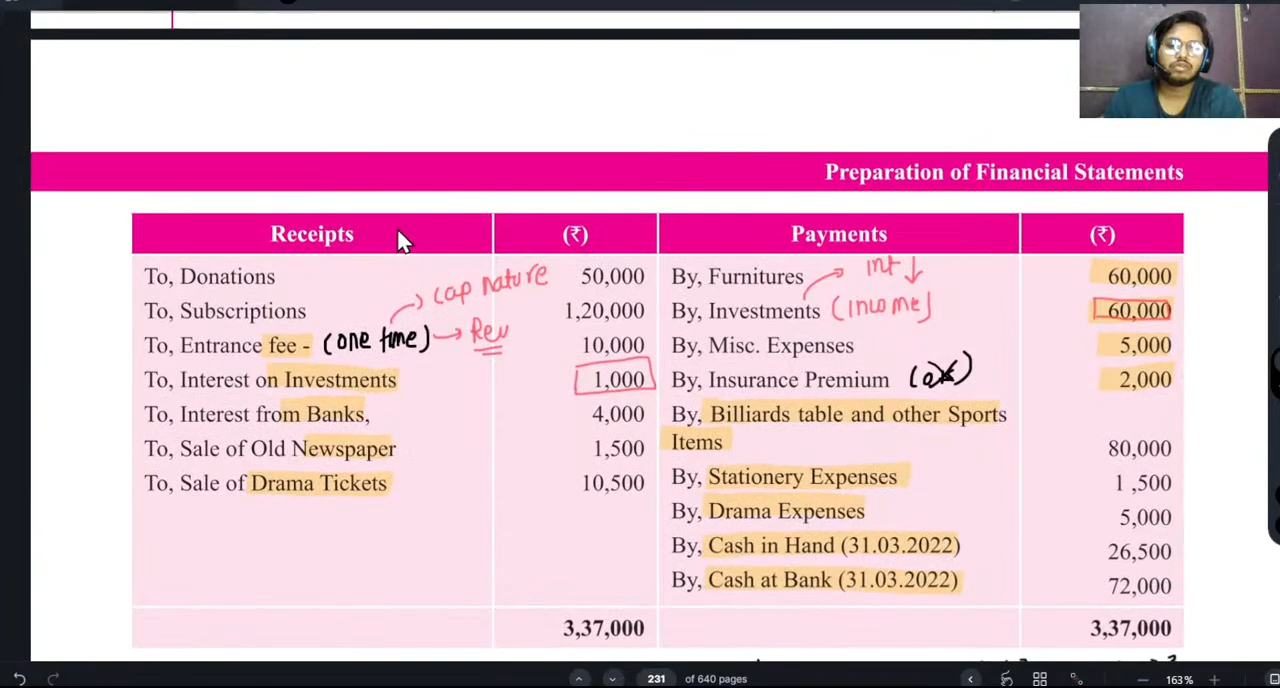 Preparation of Financial Statements
Receipts (₹) Payments (₹)
To, Donations 50,000 By, Furnitures 60,000
cap nature
int ↓
To, Subscriptions 1,20,000 By, Investments (income) 60,000
To, Entrance fee - (one time) → Rev 10,000 By, Misc. Expenses 5,000
To, Interest on Investments 1,000 By, Insurance Premium 2,000
To, Interest from Banks, 4,000 By, Billiards table and other Sports
Items 80,000
To, Sale of Old Newspaper 1,500
To, Sale of Drama Tickets 10,500 By, Stationery Expenses 1 ,500
By, Drama Expenses 5,000
By, Cash in Hand (31.03.2022) 26,500
By, Cash at Bank (31.03.2022) 72,000
3,37,000 3,37,000
231 of 640 pages
163%